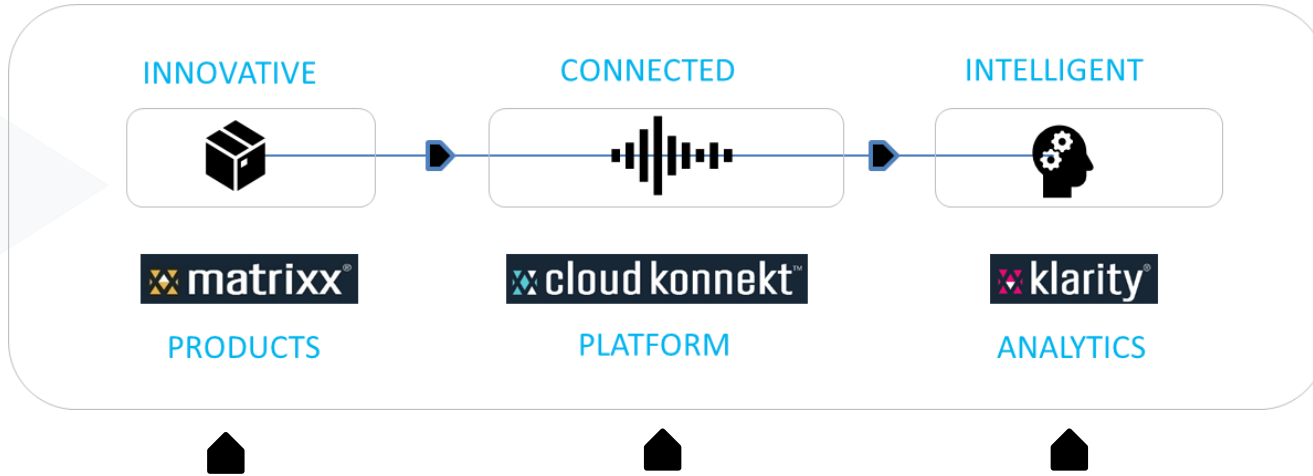 INNOVATIVE
CONNECTED
INTELLIGENT
matrixx®
cloud konnekt™
klarity®
PRODUCTS
PLATFORM
ANALYTICS